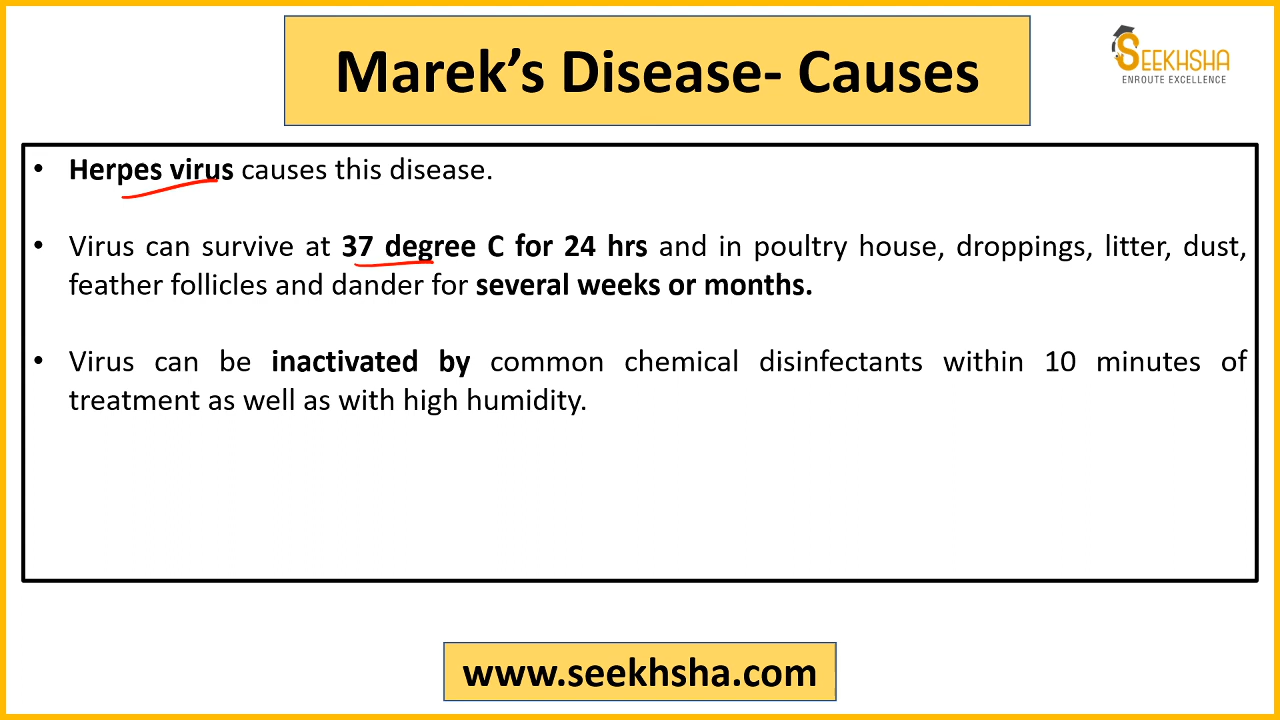 Marek’s Disease- Causes
SEEKHSHA
ENROUTE EXCELLENCE
• Herpes virus causes this disease.
• Virus can survive at 37 degree C for 24 hrs and in poultry house, droppings, litter, dust,
feather follicles and dander for several weeks or months.
• Virus can be inactivated by common chemical disinfectants within 10 minutes of
treatment as well as with high humidity.
www.seekhsha.com